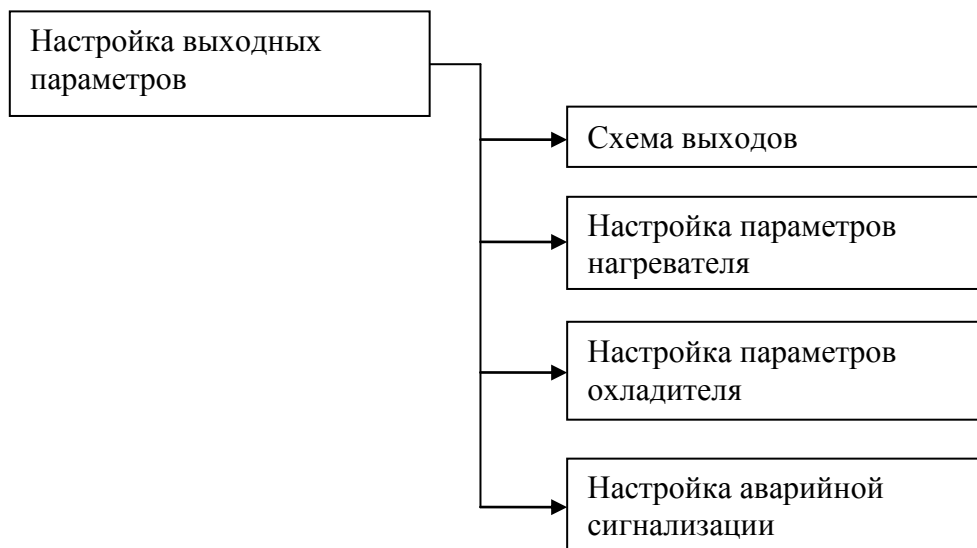 Настройка выходных
параметров
Схема выходов
Настройка параметров
нагревателя
Настройка параметров
охладителя
Настройка аварийной
сигнализации